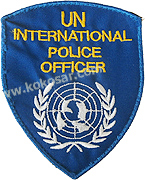 UN
INTERNATIONAL
POLICE
OFFICER
www.kokosar.com